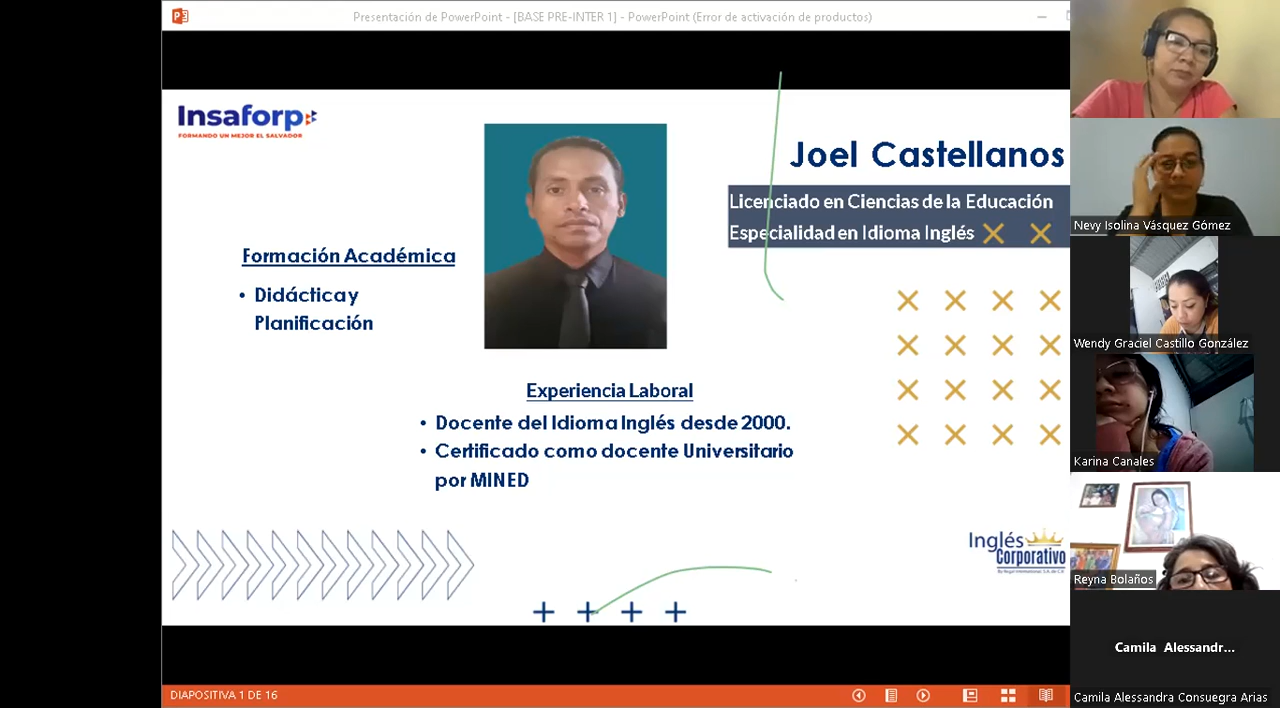 Presentación de PowerPoint - [BASE PRE-INTER 1] - PowerPoint (Error de activación de productos)
Insaforp
FORMANDO UN MEJOR EL SALVADOR
Joel Castellanos
Licenciado en Ciencias de la Educación
Especialidad en Idioma Inglés
Formación Académica
• Didáctica y
Planificación
Experiencia Laboral
• Docente del Idioma Inglés desde 2000.
• Certificado como docente Universitario
por MINED
Inglés
Corporativo
DIAPOSITIVA 1 DE 16
Nevy Isolina Vásquez Gómez
Wendy Graciel Castillo González
Karina Canales
Reyna Bolaños
Camila Alessandr...
Camila Alessandra Consuegra Arias